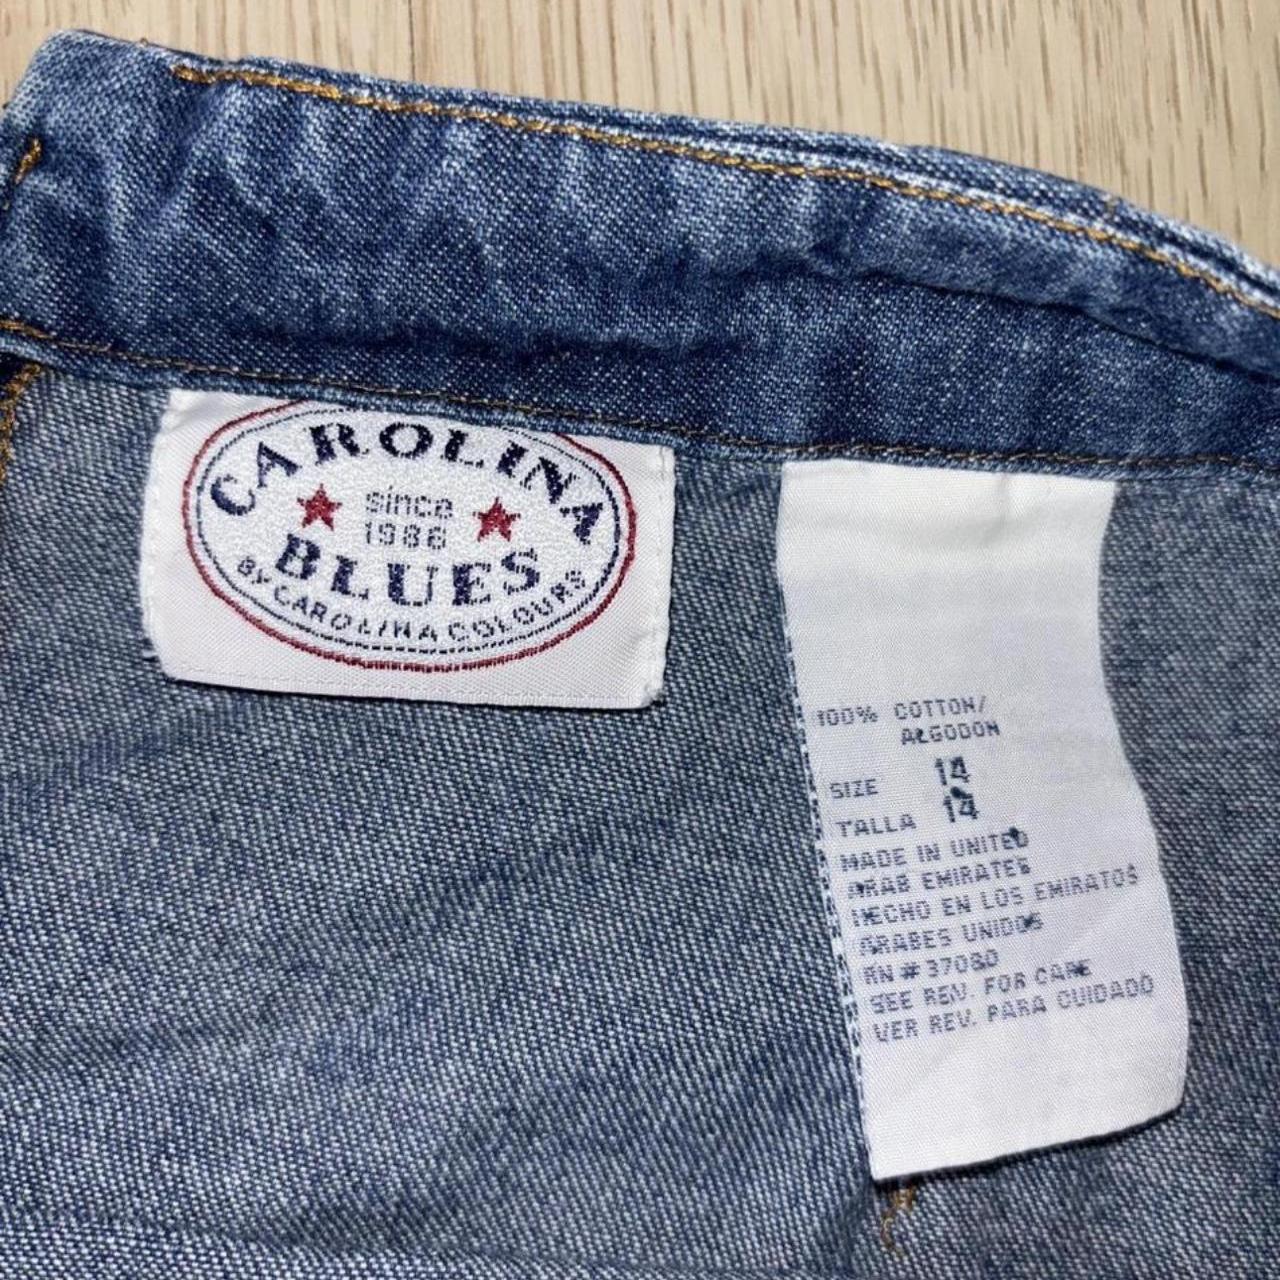 CAROLINA
since
1986
BLUES
BY CAROLINA COLOURS
100% COTTON/
ALGODON
SIZE 14
TALLA 14
MADE IN UNITED
ARAB EMIRATES
HECHO EN LOS EMIRATOS
ARABES UNIDOS
RN # 37080
SEE REV. FOR CARE
VER REV. PARA CUIDADO